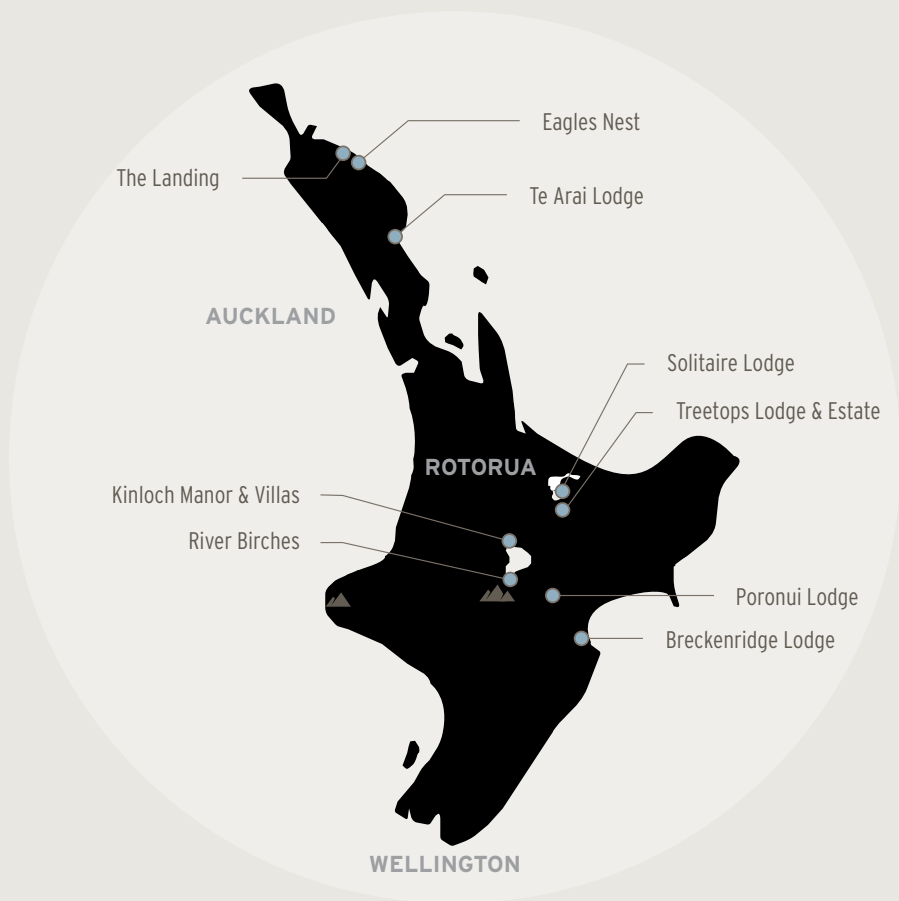 Eagles Nest
The Landing
Te Arai Lodge
AUCKLAND
Solitaire Lodge
Treetops Lodge & Estate
ROTORUA
Kinloch Manor & Villas
River Birches
Poronui Lodge
Breckenridge Lodge
WELLINGTON